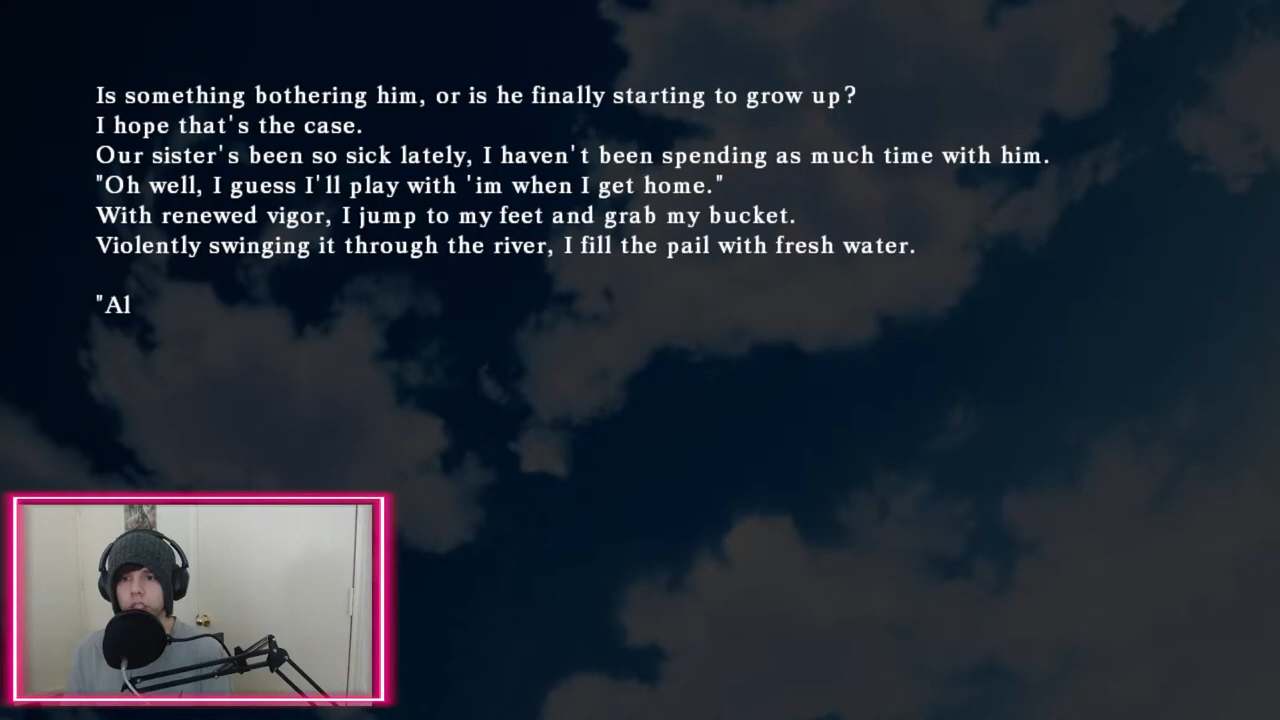 Is something bothering him, or is he finally starting to grow up?
I hope that's the case.
Our sister's been so sick lately, I haven't been spending as much time with him.
"Oh well, I guess I'll play with 'im when I get home."
With renewed vigor, I jump to my feet and grab my bucket.
Violently swinging it through the river, I fill the pail with fresh water.
"Al